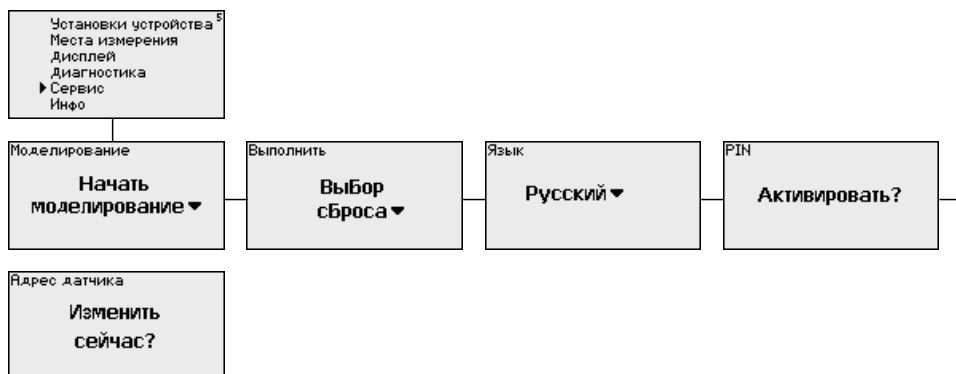 Установки устройства 5
Места измерения
Дисплей
Диагностика
Сервис
Инфо
Моделирование
Начать
моделирование
Выполнить
Выбор
сброса
Язык
Русский
PIN
Активировать?
Адрес датчика
Изменить
сейчас?